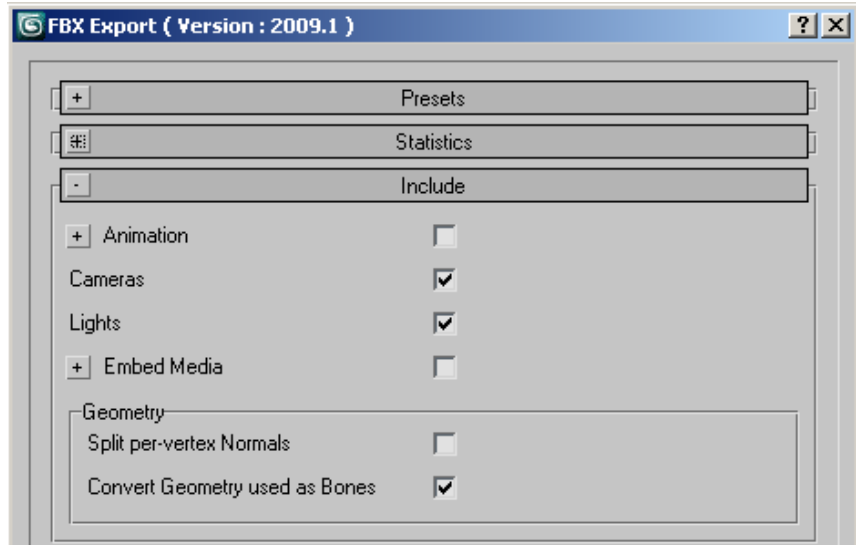 FBX Export ( Version : 2009.1 )
Presets
Statistics
Include
Animation
Cameras
Lights
Embed Media
Geometry
Split per-vertex Normals
Convert Geometry used as Bones